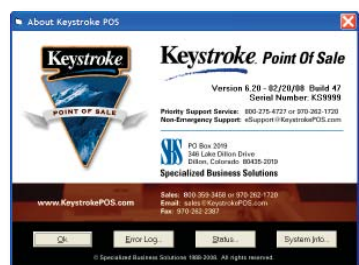 About Keystroke POS
Keystroke
POINT OF SALE
Keystroke Point Of Sale
Version 6.20 - 02/20/08 Build 47
Serial Number: KS9999
Priority Support Service: 800-275-4727 or 970-262-1720
Non-Emergency Support: eSupport@KeystrokePOS.com
SBS
PO Box 2019
346 Lake Dillon Drive
Dillon, Colorado 80435-2019
Specialized Business Solutions
www.KeystrokePOS.com
Sales: 800-359-3458 or 970-262-1720
Email: sales@KeystrokePOS.com
Fax: 970-262-2387
Ok
Error Log...
Status...
System Info...
© Specialized Business Solutions 1988-2008. All rights reserved.